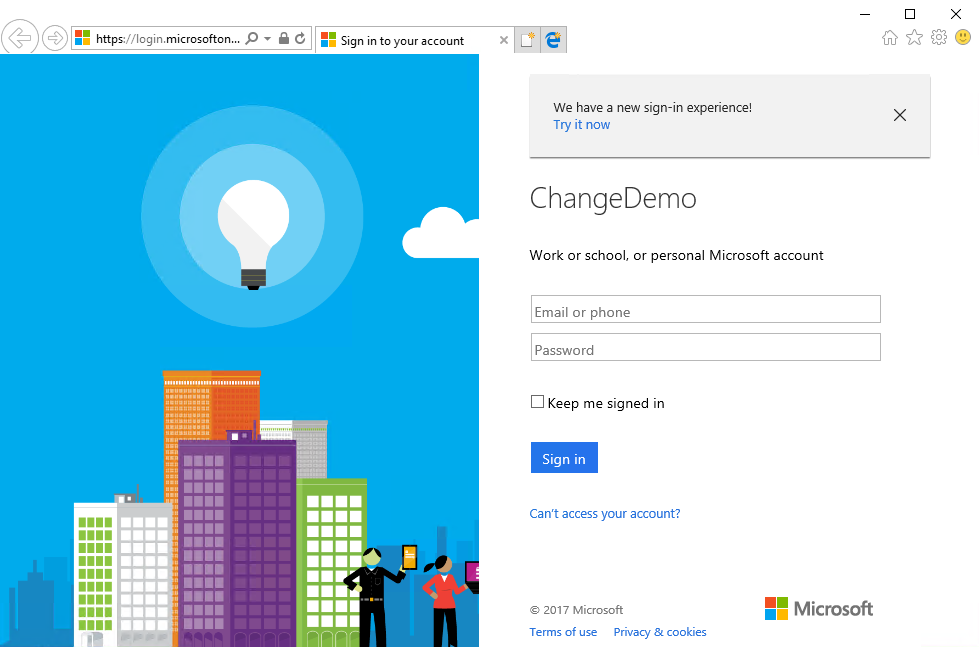 https://login.microsofton...
Sign in to your account
We have a new sign-in experience!
Try it now
ChangeDemo
Work or school, or personal Microsoft account
Email or phone
Password
Keep me signed in
Sign in
Can't access your account?
© 2017 Microsoft
Microsoft
Terms of use Privacy & cookies